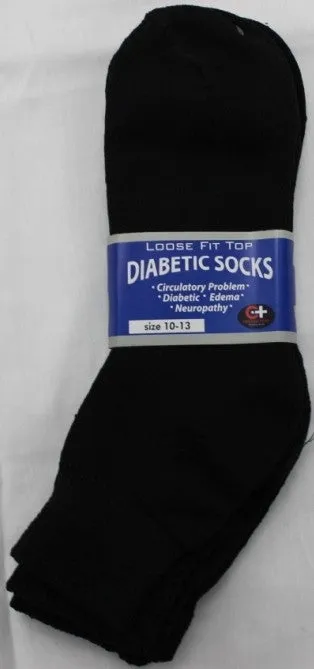 LOOSE FIT TOP
DIABETIC SOCKS
• Circulatory Problem •
• Diabetic • Edema •
• Neuropathy •
size 10-13